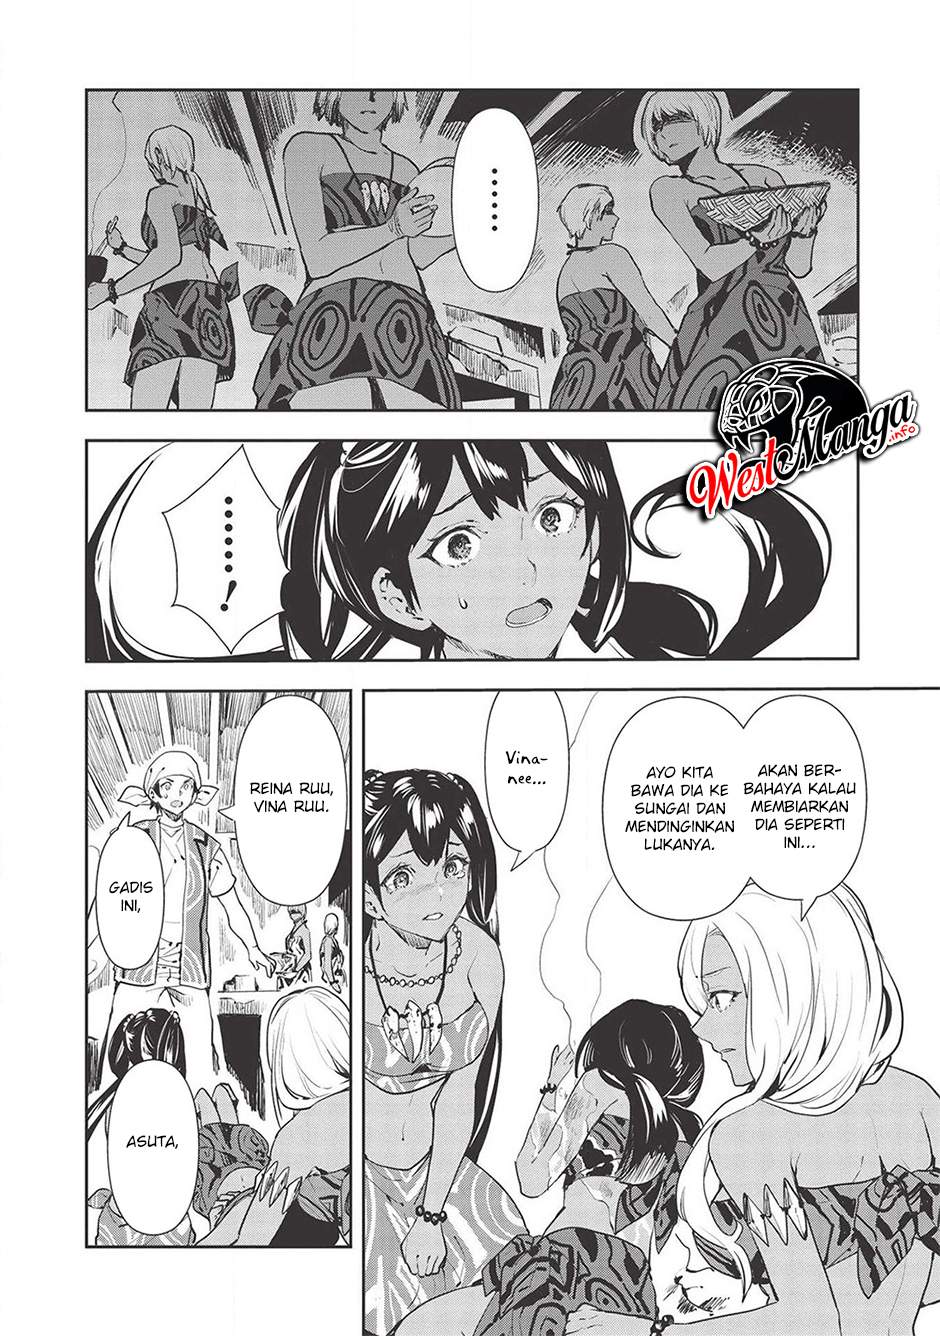 ......
......!
WestManga
.info
AKAN BER-
BAHAYA KALAU
MEMBIARKAN
DIA SEPERTI
INI...
AYO KITA
BAWA DIA KE
SUNGAI DAN
MENDINGINKAN
LUKANYA.
Vina-
nee...
REINA RUU,
VINA RUU.
GADIS
INI,
ASUTA,